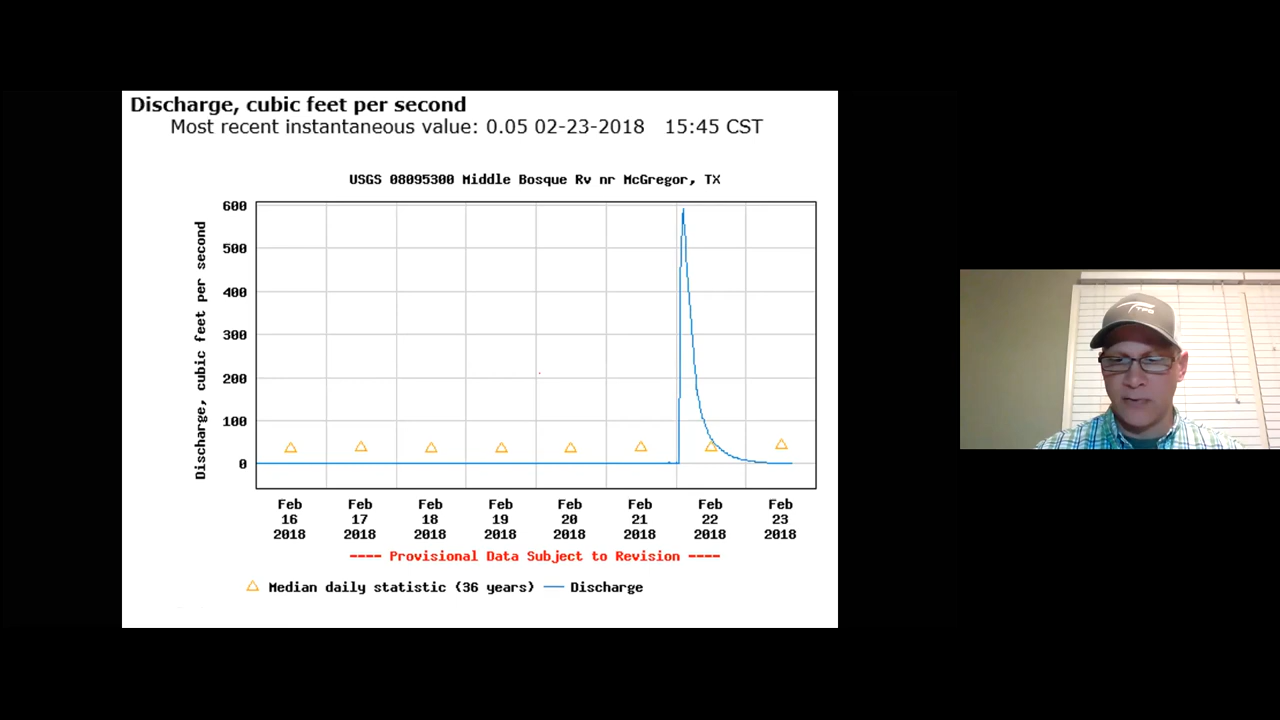 Discharge, cubic feet per second
Most recent instantaneous value: 0.05 02-23-2018 15:45 CST
USGS 08095300 Middle Bosque Rv nr McGregor, TX
Discharge, cubic feet per second
600
500
400
300
200
100
0
Feb Feb Feb Feb Feb Feb Feb Feb
16 17 18 19 20 21 22 23
2018 2018 2018 2018 2018 2018 2018 2018
---- Provisional Data Subject to Revision ----
Median daily statistic (36 years) Discharge